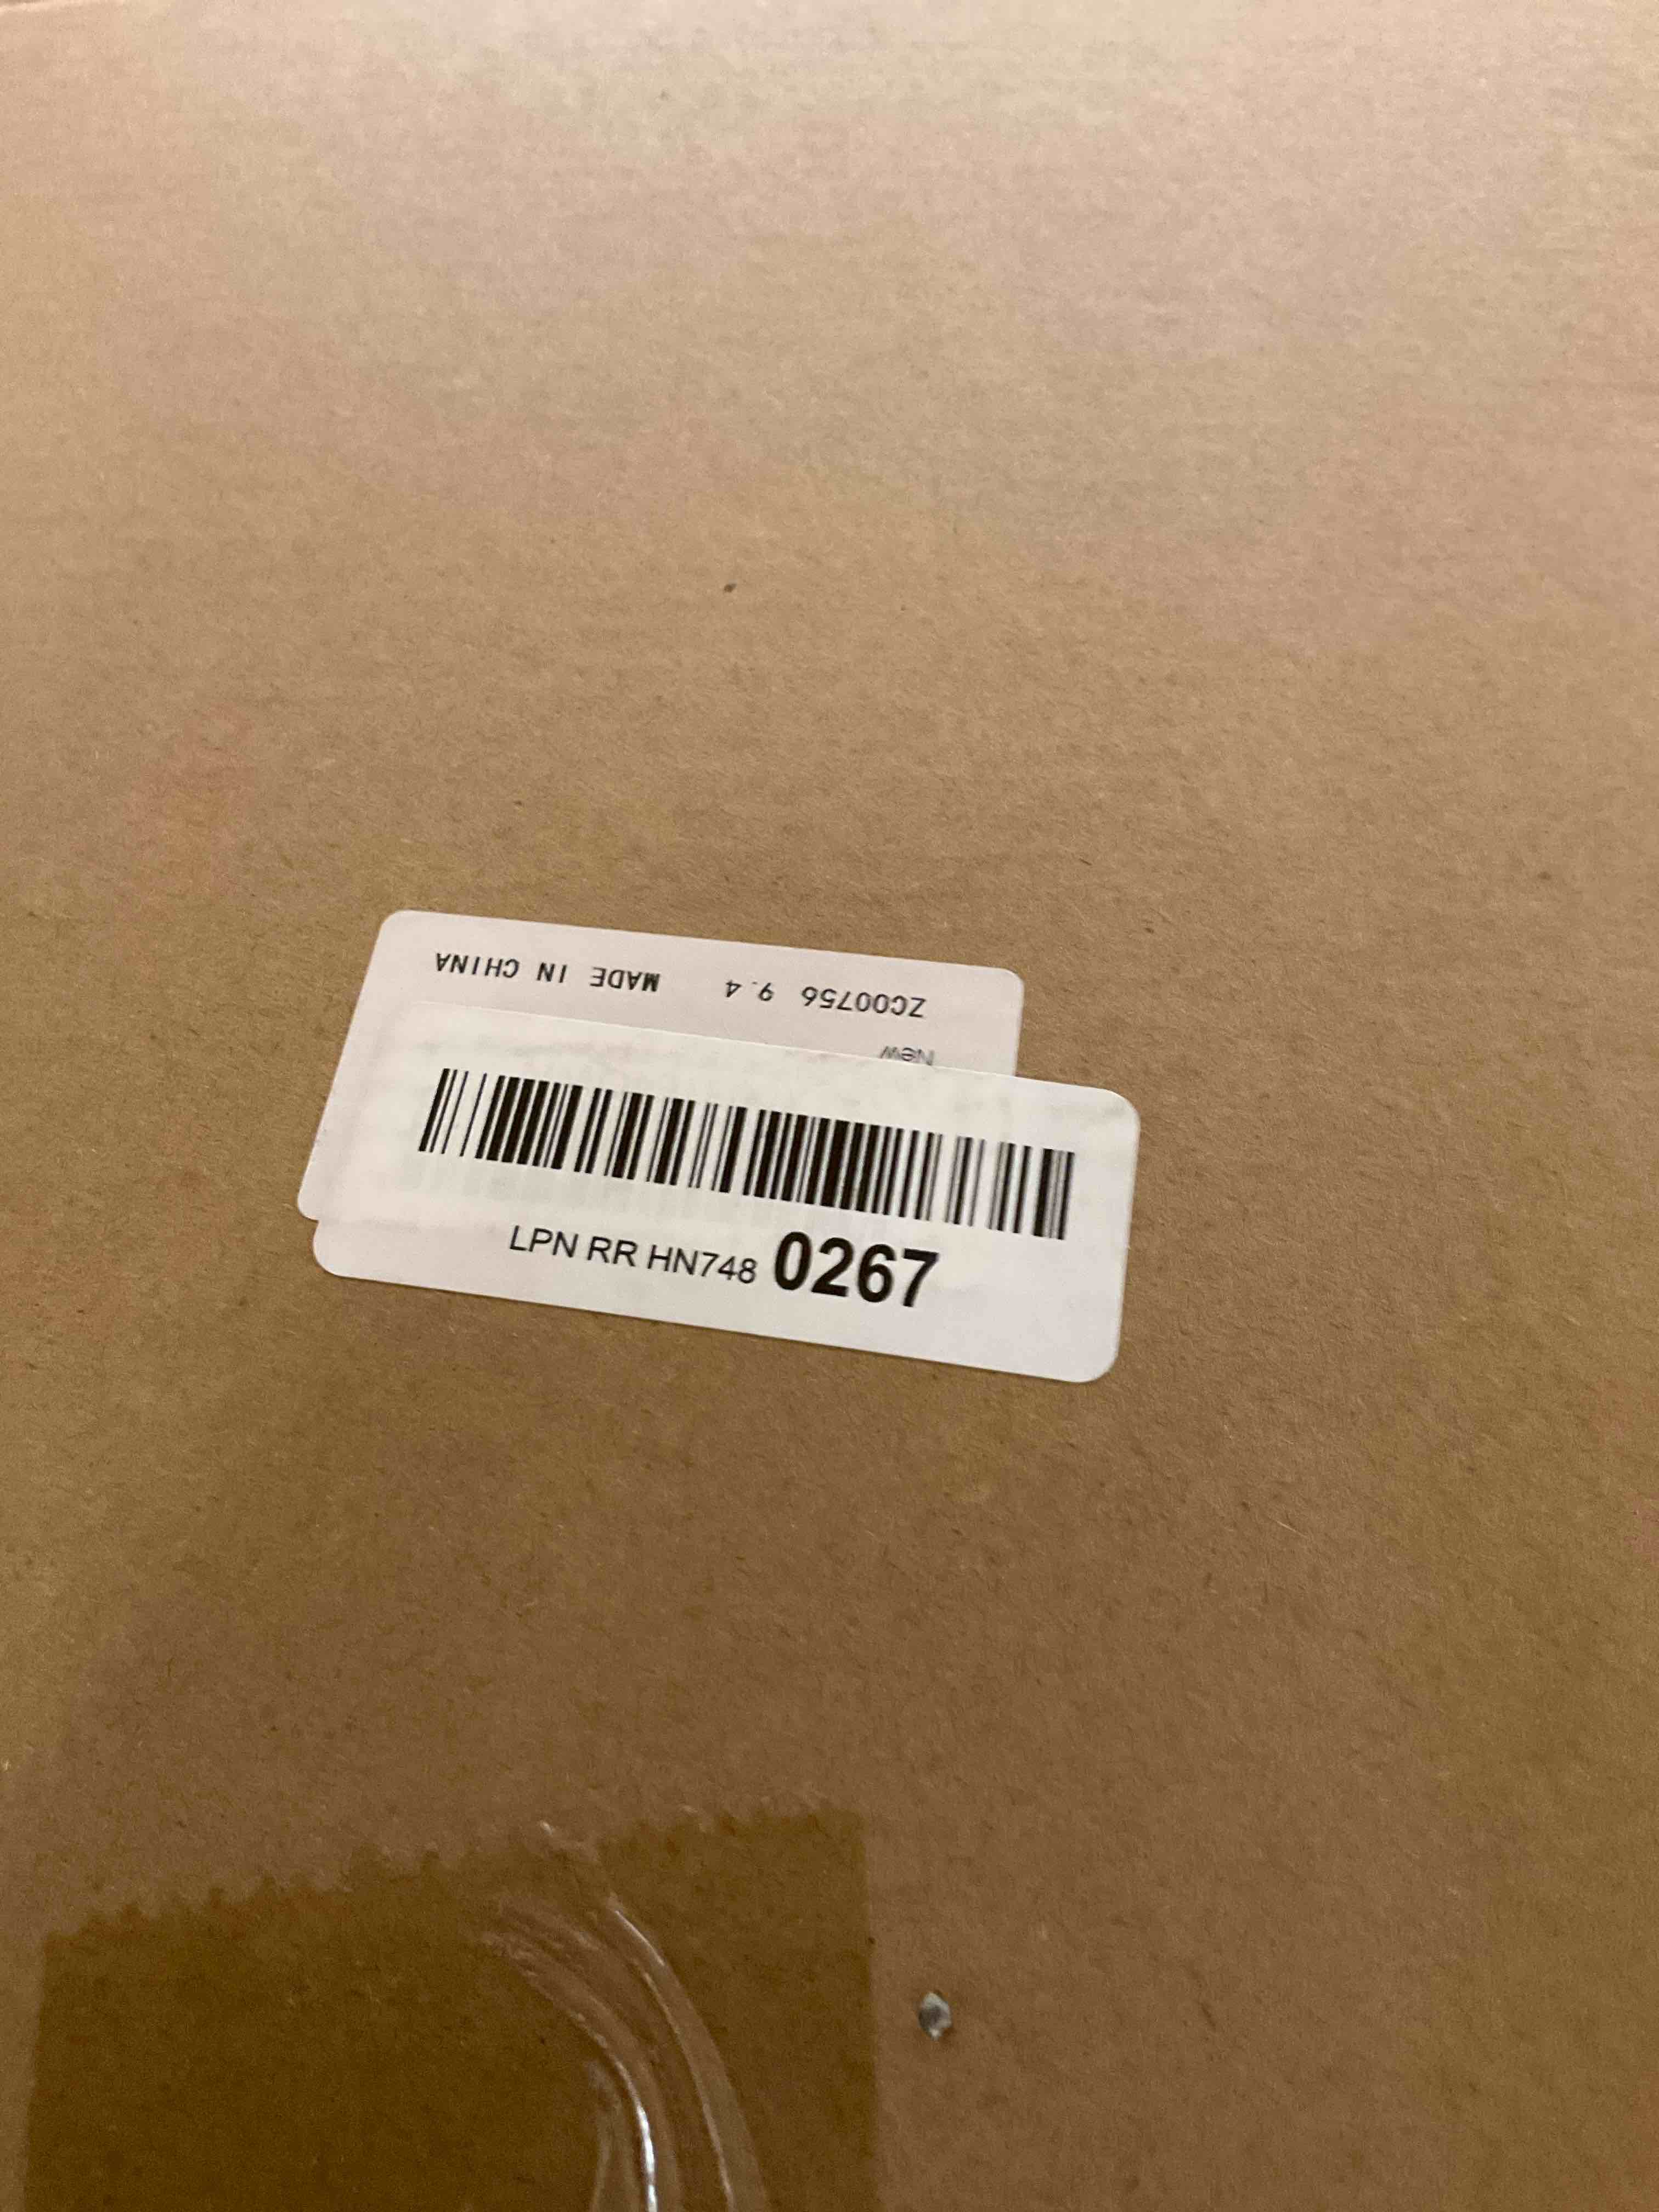 ZC00756 9.4 MADE IN CHINA
New
LPN RR HN748 0267